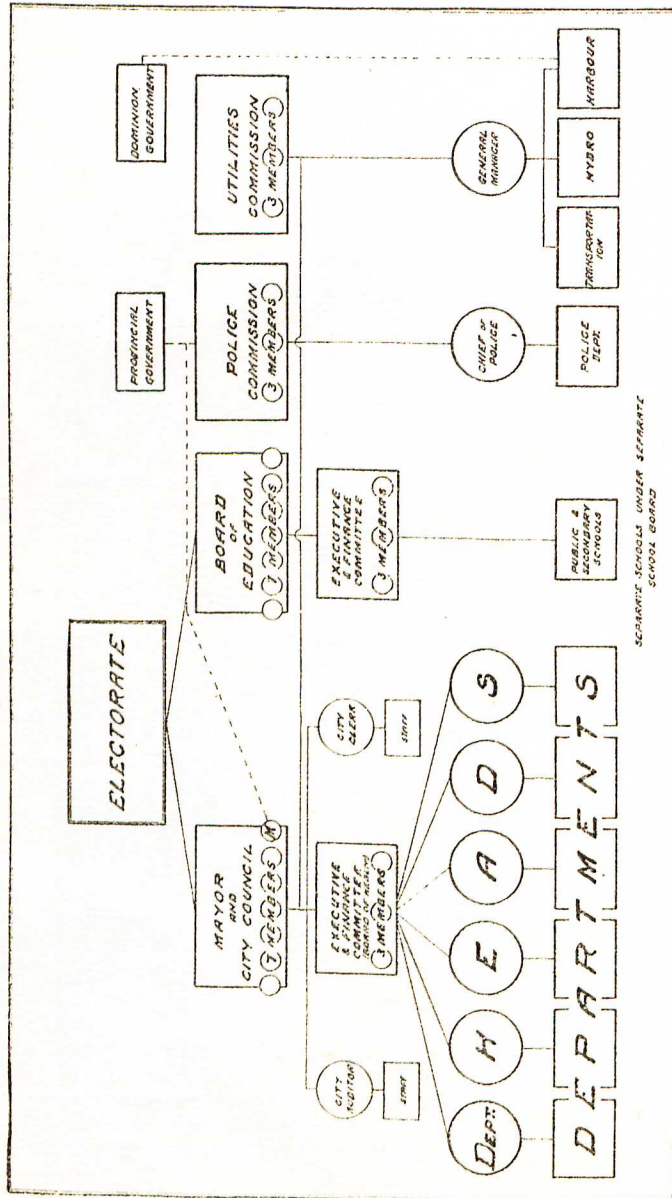 ELECTORATE
PROVINCIAL
GOVERNMENT
DOMINION
GOVERNMENT
MAYOR
AND
CITY COUNCIL
7 MEMBERS
M
BOARD
OF
EDUCATION
7 MEMBERS
POLICE
COMMISSION
3 MEMBERS
UTILITIES
COMMISSION
3 MEMBERS
CITY
AUDITOR
STAFF
EXECUTIVE
& FINANCE
COMMITTEE
3 MEMBERS
CITY
CLERK
STAFF
EXECUTIVE
& FINANCE
COMMITTEE
3 MEMBERS
DEPT.
H
E
A
D
S
CHIEF OF
POLICE
GENERAL
MANAGER
DEPARTMENTS
PUBLIC &
SECONDARY
SCHOOLS
POLICE
DEPT.
TRANSPORTAT-
ION
HYDRO
HARBOUR
SEPARATE SCHOOLS UNDER SEPARATE
SCHOOL BOARD